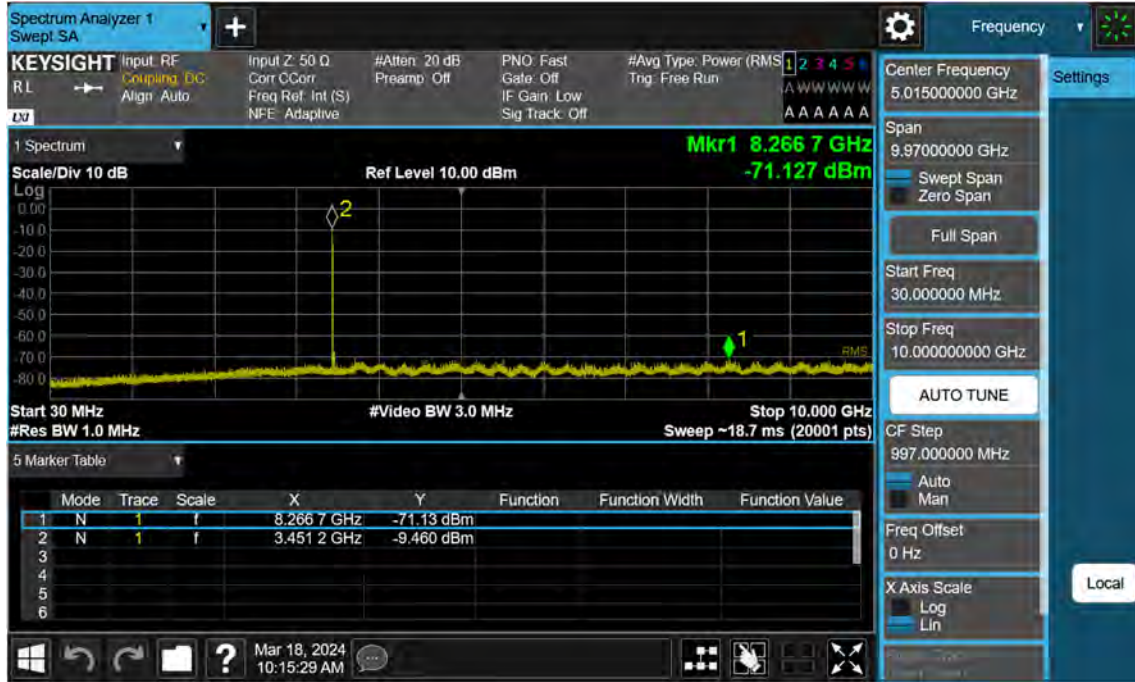 Spectrum Analyzer 1
Swept SA
Frequency
KEYSIGHT
RL
LXI
Input: RF
Coupling: DC
Align: Auto
Input Z: 50 Ω
Corr CCorr
Freq Ref: Int (S)
NFE: Adaptive
#Atten: 20 dB
Preamp: Off
PNO: Fast
Gate: Off
IF Gain: Low
Sig Track: Off
#Avg Type: Power (RMS
Trig: Free Run
1 2 3 4 5 6
A W W W W W
A A A A A A
1 Spectrum
Scale/Div 10 dB
Ref Level 10.00 dBm
Mkr1 8.266 7 GHz
-71.127 dBm
Log
0.00
-10.0
-20.0
-30.0
-40.0
-50.0
-60.0
-70.0
-80.0
2
1
RMS
Start 30 MHz
#Res BW 1.0 MHz
#Video BW 3.0 MHz
Stop 10.000 GHz
Sweep ~18.7 ms (20001 pts)
5 Marker Table
Mode Trace Scale X Y Function Function Width Function Value
1 N 1 f 8.266 7 GHz -71.13 dBm
2 N 1 f 3.451 2 GHz -9.460 dBm
3
4
5
6
?
Mar 18, 2024
10:15:29 AM
Center Frequency
5.015000000 GHz
Settings
Span
9.97000000 GHz
Swept Span
Zero Span
Full Span
Start Freq
30.000000 MHz
Stop Freq
10.000000000 GHz
AUTO TUNE
CF Step
997.000000 MHz
Auto
Man
Freq Offset
0 Hz
X Axis Scale
Log
Lin
Local